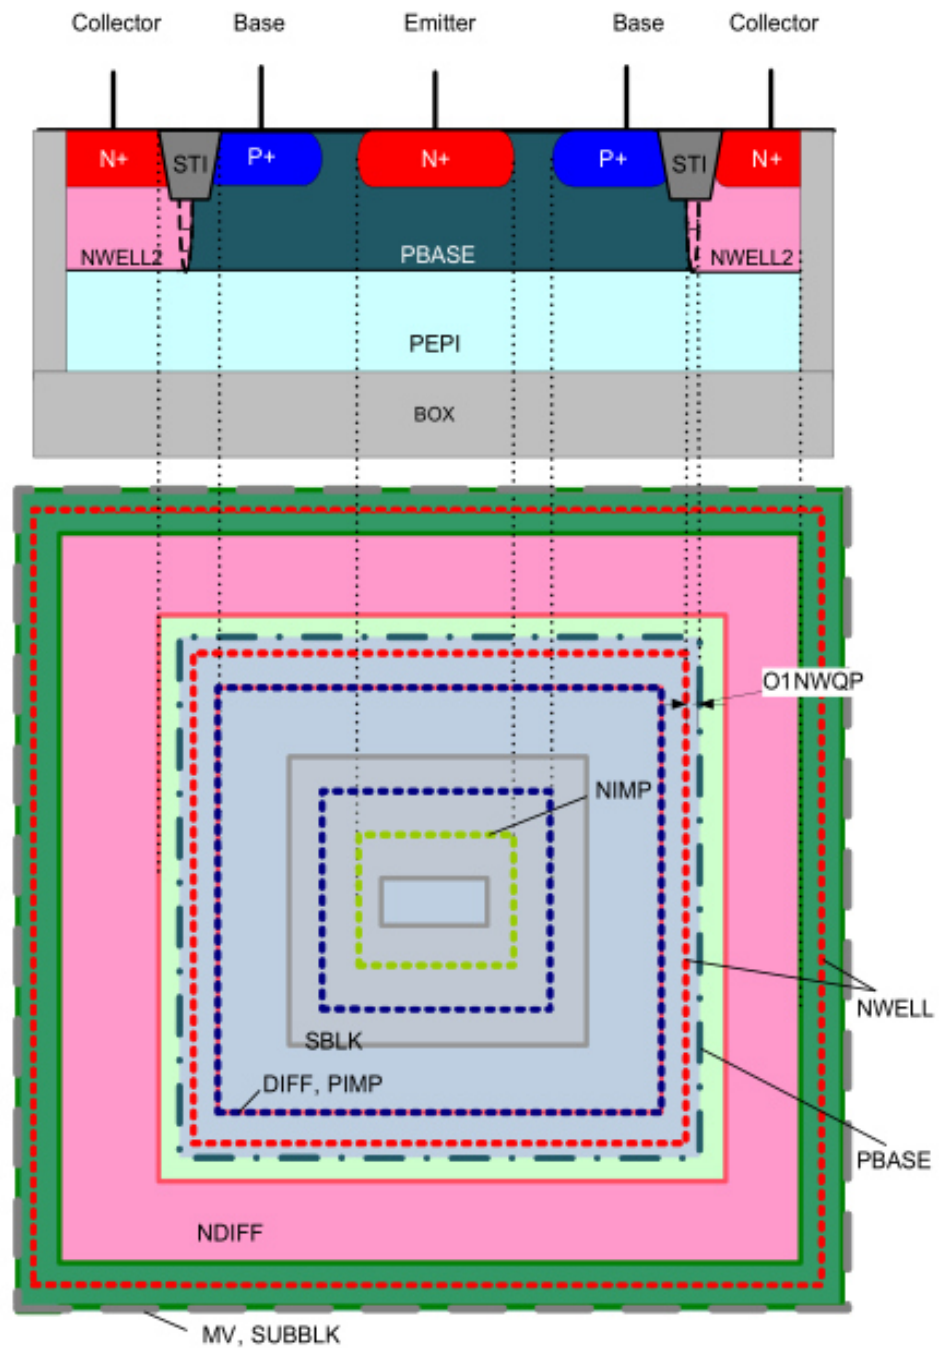 Collector Base Emitter Base Collector
N+ STI P+ N+ P+ STI N+
NWELL2 PBASE NWELL2
PEPI
BOX
O1NWQP
NIMP
NWELL
SBLK
DIFF, PIMP
PBASE
NDIFF
MV, SUBBLK